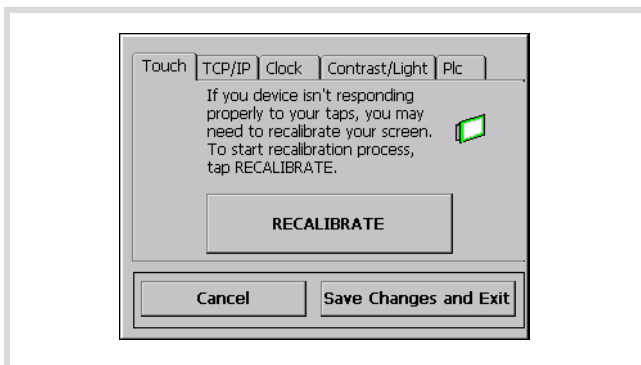 Touch TCP/IP Clock Contrast/Light Plc
If you device isn't responding
properly to your taps, you may
need to recalibrate your screen.
To start recalibration process,
tap RECALIBRATE.
RECALIBRATE
Cancel Save Changes and Exit